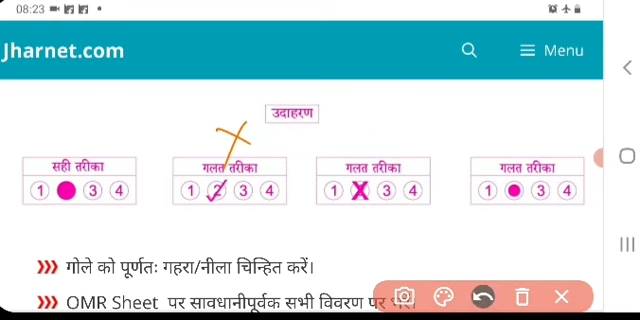 08:23
Jharnet.com
Menu
उदाहरण
सही तरीका
1 3 4
गलत तरीका
1 2 3 4
गलत तरीका
1 3 4
गलत तरीका
1 3 4
》》》 गोले को पूर्णतः गहरा/नीला चिन्हित करें।
》》》 OMR Sheet पर सावधानीपूर्वक सभी विवरण पर